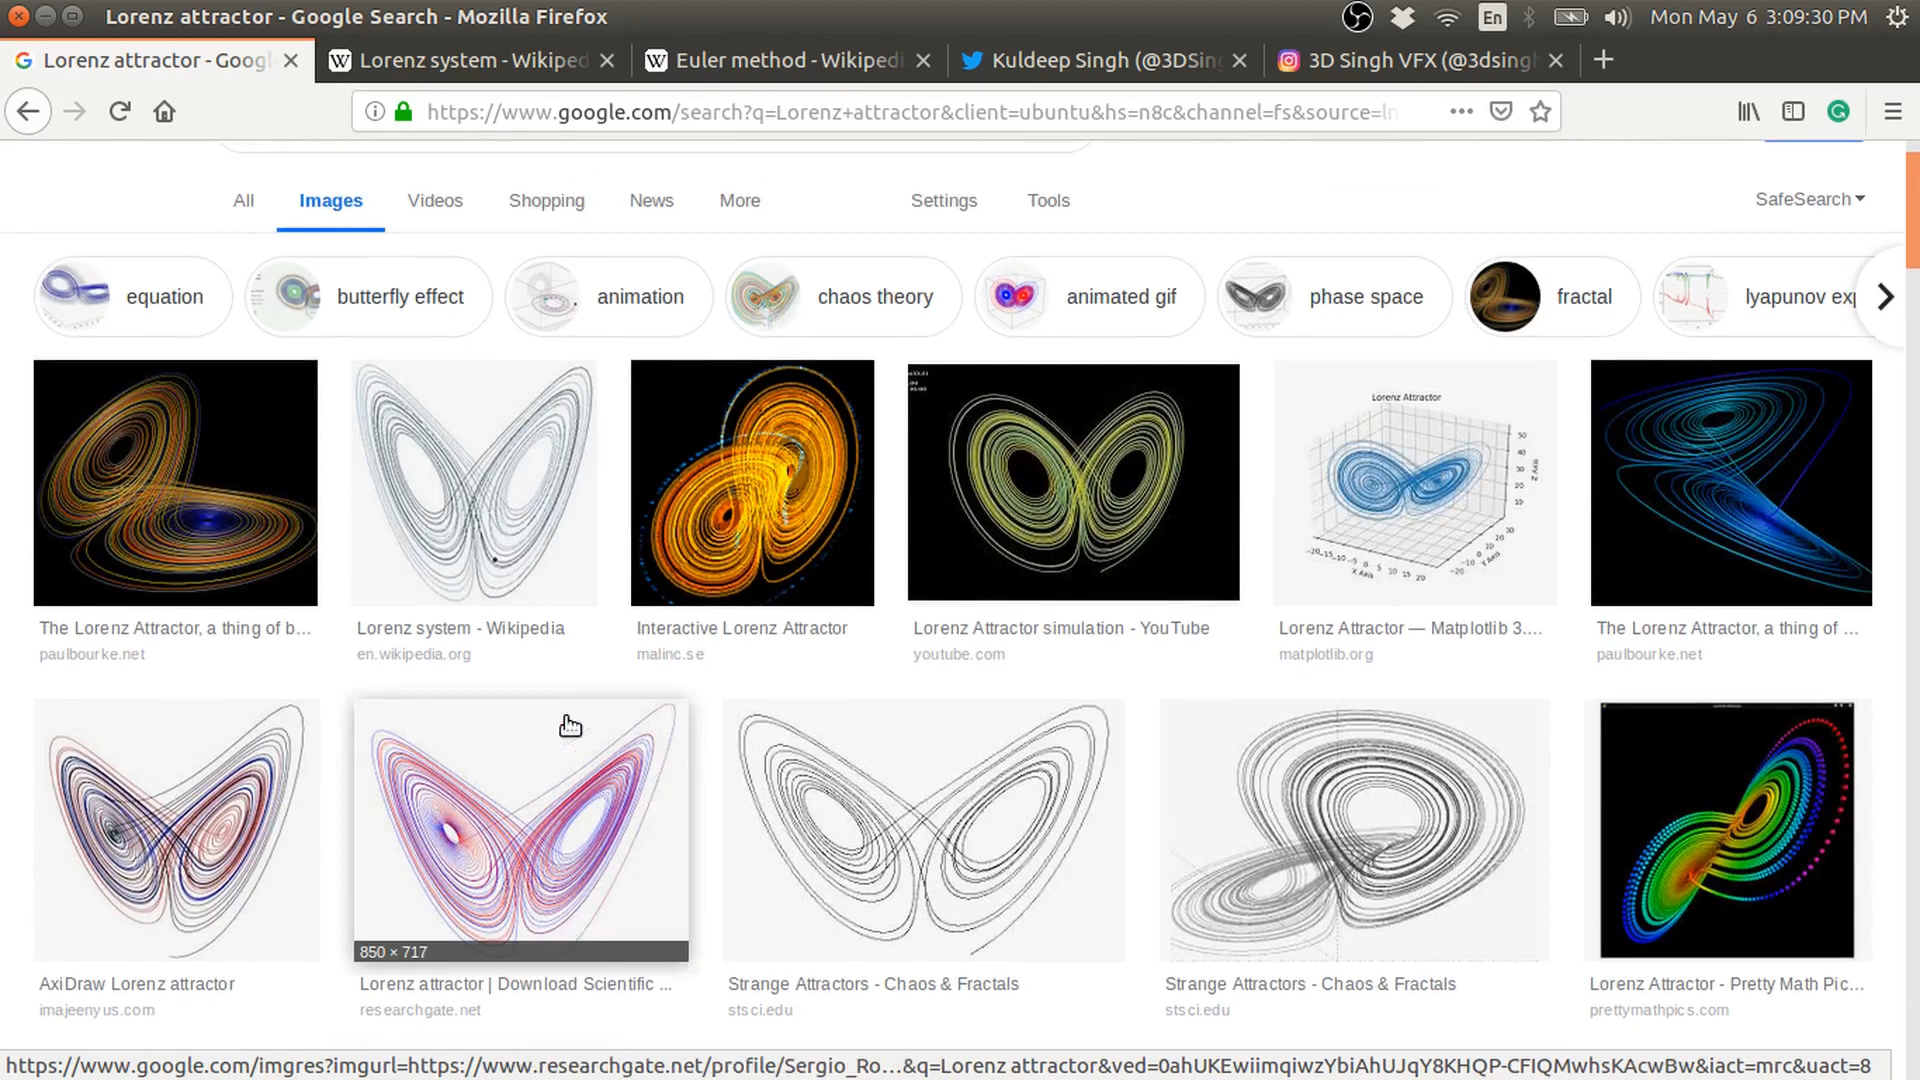 Lorenz attractor - Google Search - Mozilla Firefox
En
Mon May 6 3:09:30 PM
Lorenz attractor - Googl
Lorenz system - Wikiped
Euler method - Wikipedi
Kuldeep Singh (@3DSin
3D Singh VFX (@3dsingh
https://www.google.com/search?q=Lorenz+attractor&client=ubuntu&hs=n8c&channel=fs&source=ln
All
Images
Videos
Shopping
News
More
Settings
Tools
SafeSearch
equation
butterfly effect
animation
chaos theory
animated gif
phase space
fractal
lyapunov exp
Lorenz Attractor
X Axis
Y Axis
Z Axis
The Lorenz Attractor, a thing of b...
Lorenz system - Wikipedia
Interactive Lorenz Attractor
Lorenz Attractor simulation - YouTube
Lorenz Attractor — Matplotlib 3....
The Lorenz Attractor, a thing of ...
paulbourke.net
en.wikipedia.org
malinc.se
youtube.com
matplotlib.org
paulbourke.net
850 × 717
AxiDraw Lorenz attractor
Lorenz attractor | Download Scientific ...
Strange Attractors - Chaos & Fractals
Strange Attractors - Chaos & Fractals
Lorenz Attractor - Pretty Math Pic...
imajeenyus.com
researchgate.net
stsci.edu
stsci.edu
prettymathpics.com
https://www.google.com/imgres?imgurl=https://www.researchgate.net/profile/Sergio_Ro...&q=Lorenz attractor&ved=0ahUKEwiimqiwzYbiAhUJqY8KHQP-CFIQMwhsKAcwBw&iact=mrc&uact=8